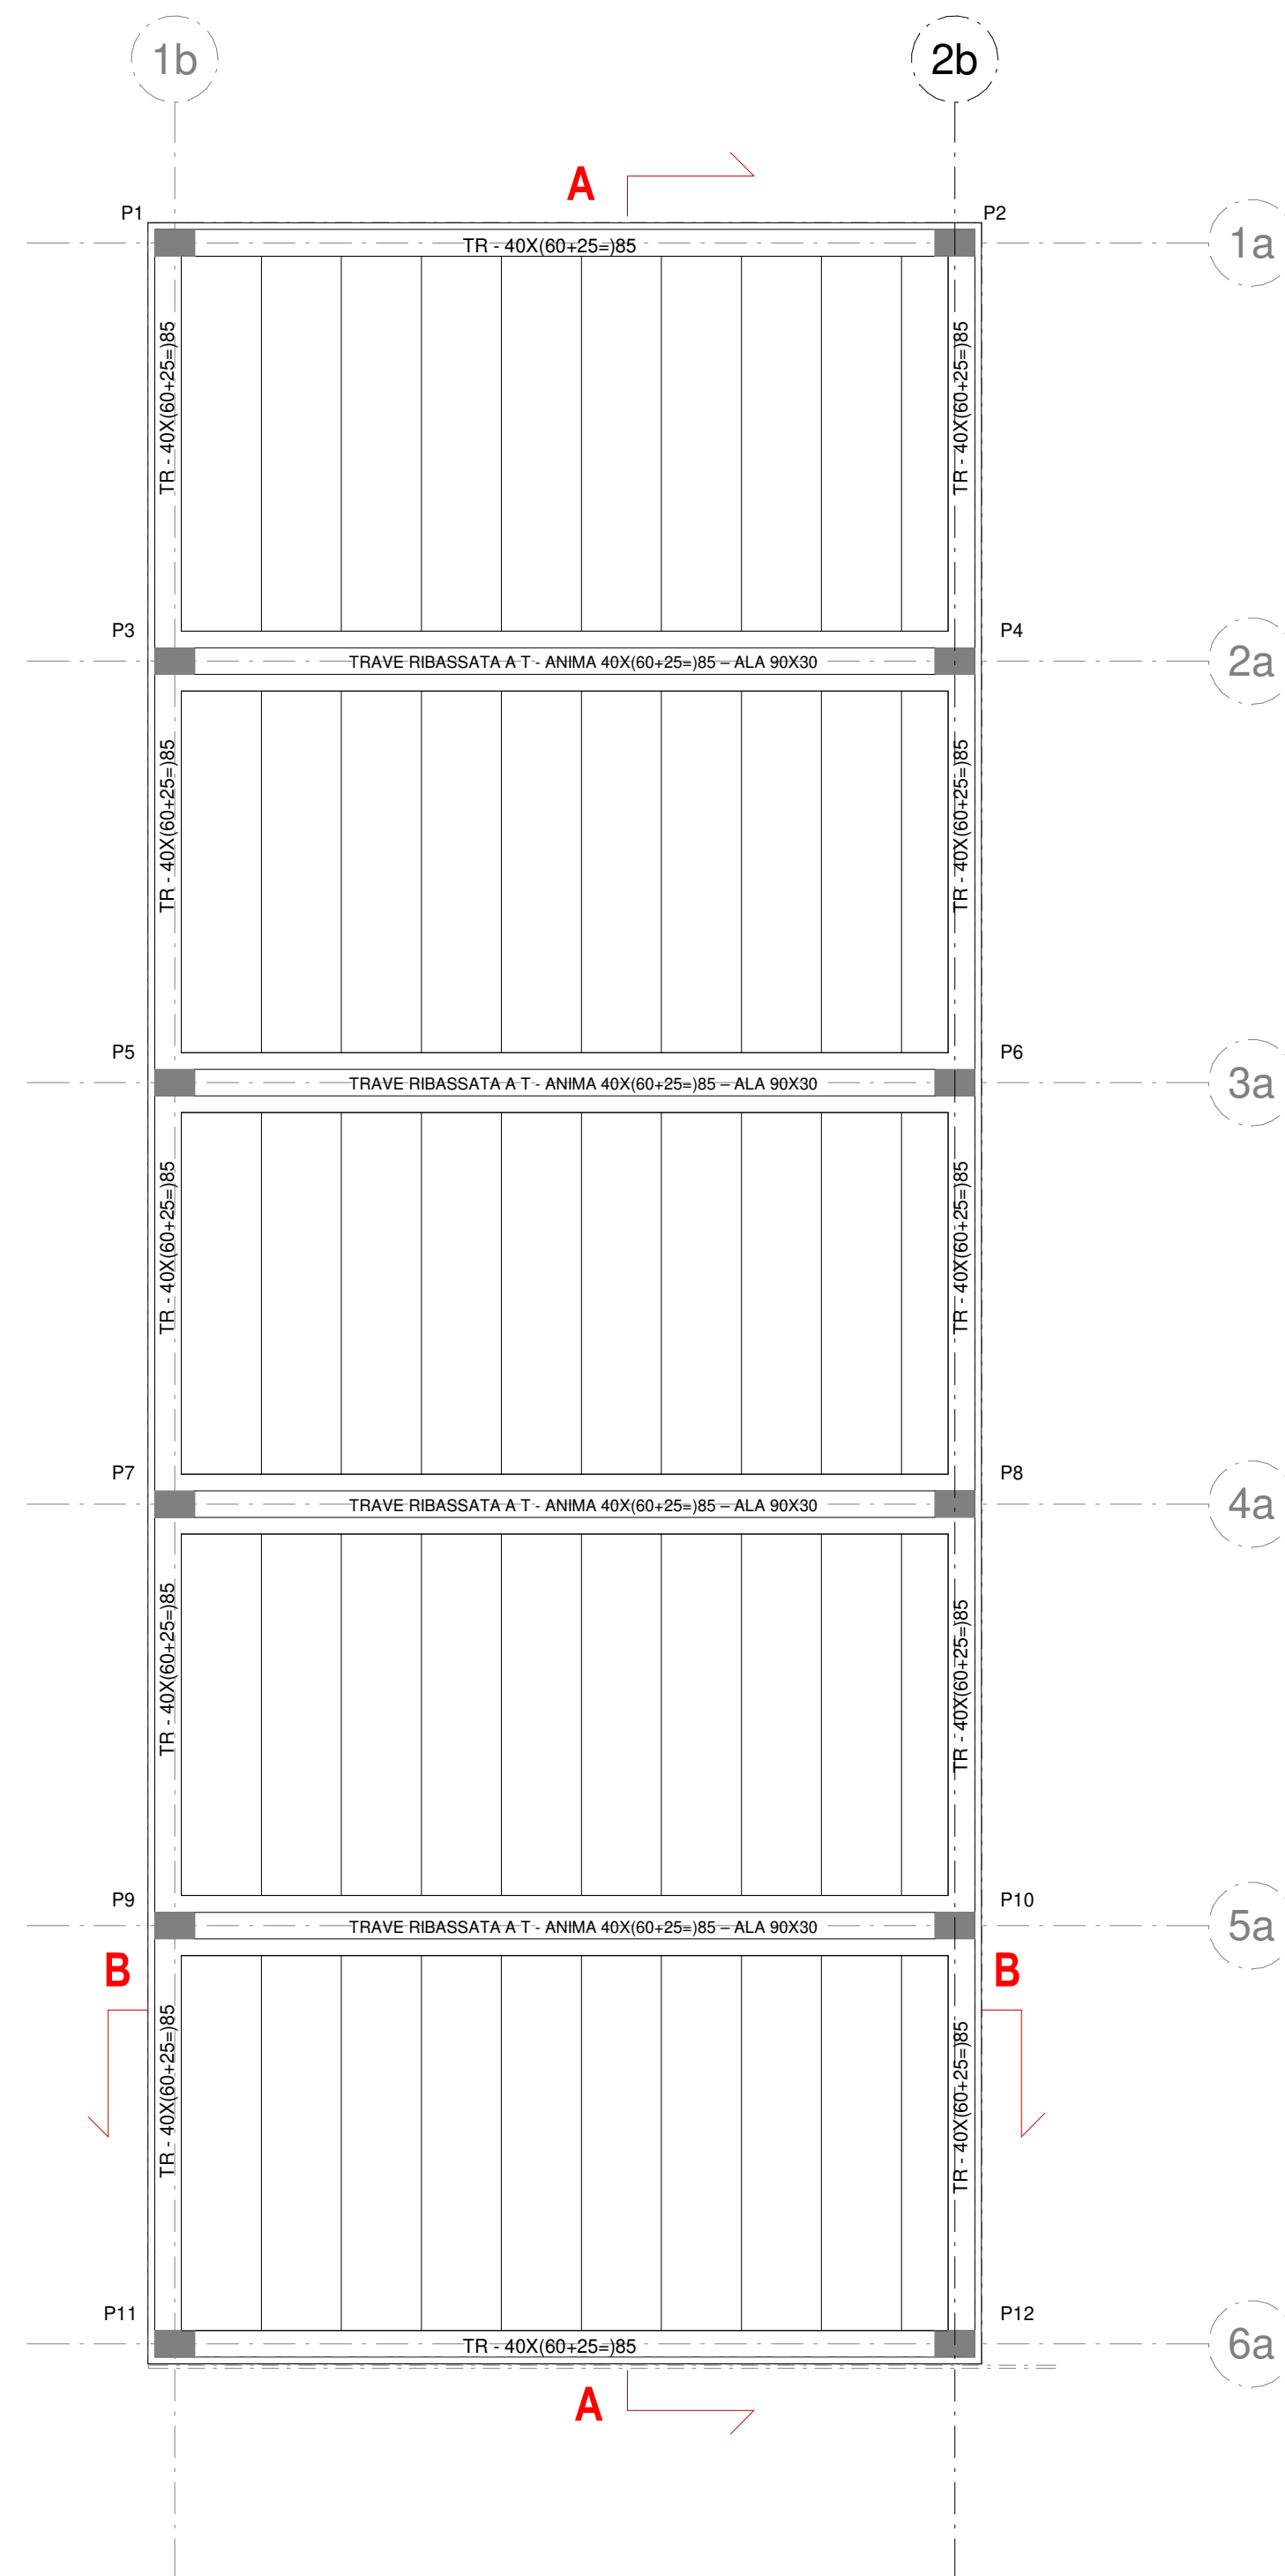 1b
2b
A
P1
P2
TR - 40X(60+25=)85
1a
TR - 40X(60+25=)85
TR - 40X(60+25=)85
P3
P4
TRAVE RIBASSATA A T - ANIMA 40X(60+25=)85 – ALA 90X30
2a
TR - 40X(60+25=)85
TR - 40X(60+25=)85
P5
P6
TRAVE RIBASSATA A T - ANIMA 40X(60+25=)85 – ALA 90X30
3a
TR - 40X(60+25=)85
TR - 40X(60+25=)85
P7
P8
TRAVE RIBASSATA A T - ANIMA 40X(60+25=)85 – ALA 90X30
4a
TR - 40X(60+25=)85
TR - 40X(60+25=)85
P9
P10
TRAVE RIBASSATA A T - ANIMA 40X(60+25=)85 – ALA 90X30
5a
B
B
TR - 40X(60+25=)85
TR - 40X(60+25=)85
P11
P12
TR - 40X(60+25=)85
6a
A